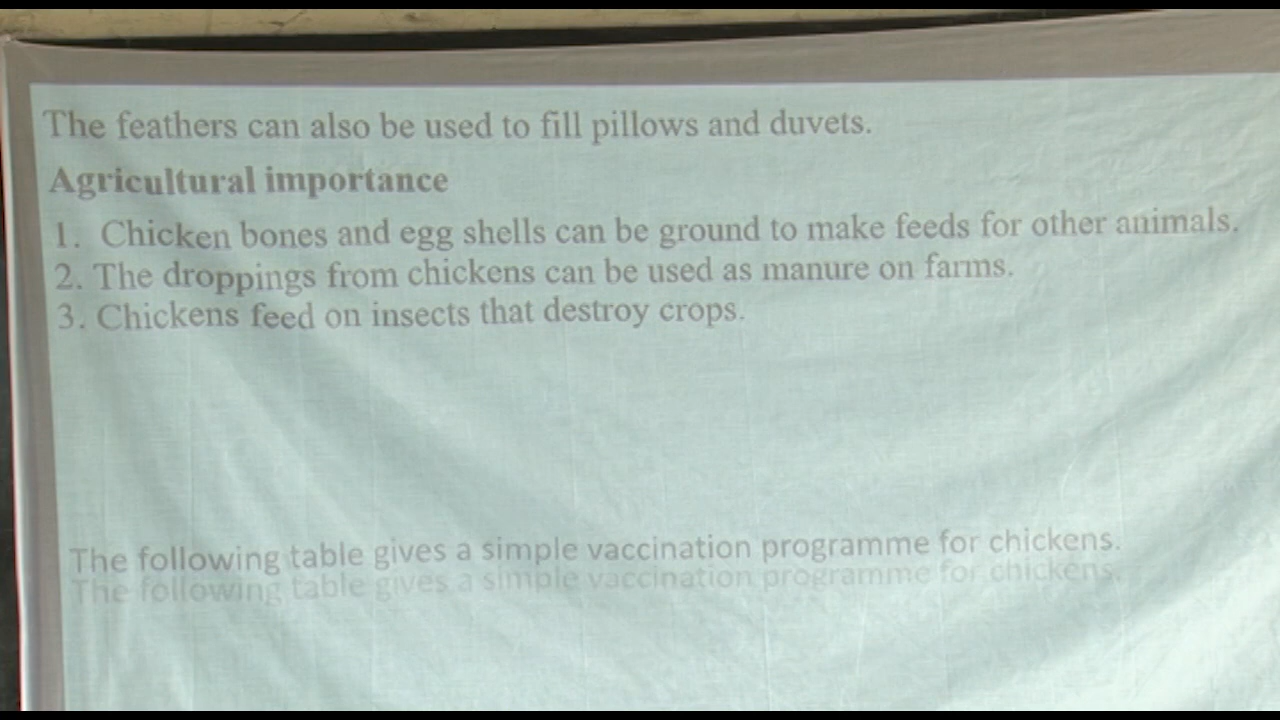 The feathers can also be used to fill pillows and duvets.
Agricultural importance
1. Chicken bones and egg shells can be ground to make feeds for other animals.
2. The droppings from chickens can be used as manure on farms.
3. Chickens feed on insects that destroy crops.
The following table gives a simple vaccination programme for chickens.
The following table gives a simple vaccination programme for chickens.